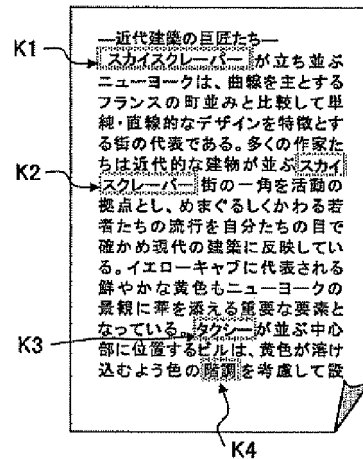 ―近代建築の巨匠たち―
K1
スカイスクレーパーが立ち並ぶ
ニューヨークは、曲線を主とする
フランスの町並みと比較して単
純・直線的なデザインを特徴とす
る街の代表である。多くの作家た
ちは近代的な建物が並ぶスカイ
K2
スクレーパー街の一角を活動の
拠点とし、めまぐるしくかわる若
者たちの流行を自分たちの目で
確かめ現代の建築に反映してい
る。イエローキャブに代表される
鮮やかな黄色もニューヨークの
景観に華を添える重要な要素と
なっている。タクシーが並ぶ中心
K3
部に位置するビルは、黄色が溶け
込むよう色の階調を考慮して設
K4